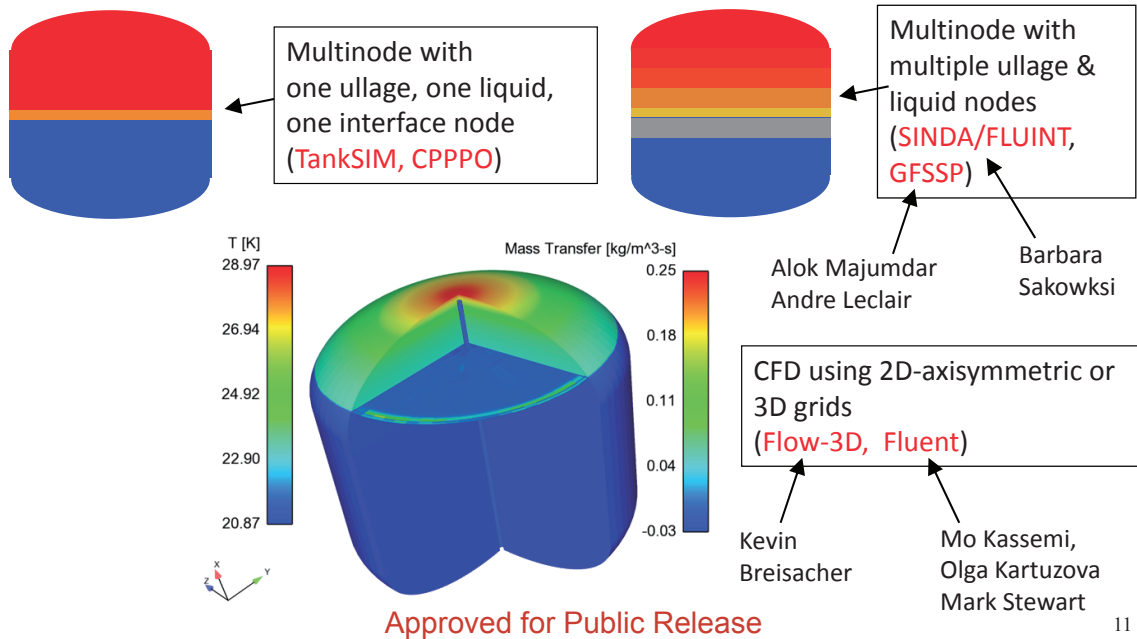 Multinode with
one ullage, one liquid,
one interface node
(TankSIM, CPPPO)
Multinode with
multiple ullage &
liquid nodes
(SINDA/FLUINT,
GFSSP)
Alok Majumdar
Andre Leclair
Barbara
Sakowksi
T [K]
28.97
26.94
24.92
22.90
20.87
Mass Transfer [kg/m^3-s]
0.25
0.18
0.11
0.04
-0.03
X
Y
Z
CFD using 2D-axisymmetric or
3D grids
(Flow-3D, Fluent)
Kevin
Breisacher
Mo Kassemi,
Olga Kartuzova
Mark Stewart
Approved for Public Release
11